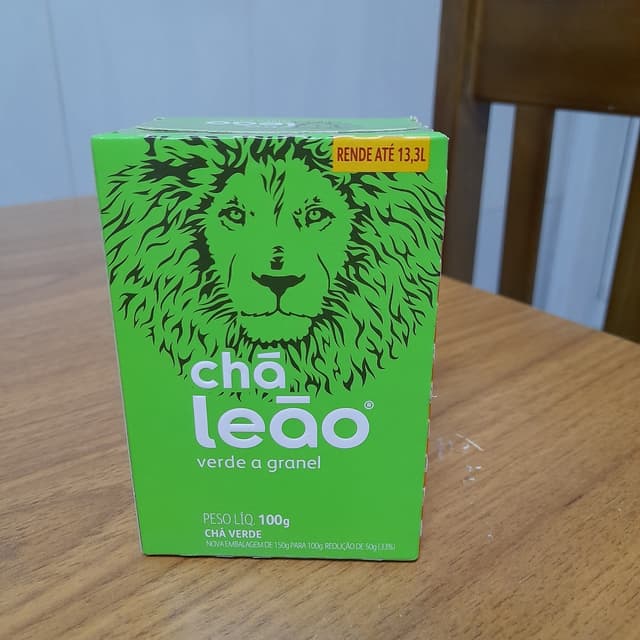 RENDE ATÉ 13,3L
chá
leão®
verde a granel
PESO LÍQ. 100g
CHÁ VERDE
NOVA EMBALAGEM DE 150g PARA 100g. REDUÇÃO DE 50g (33%)